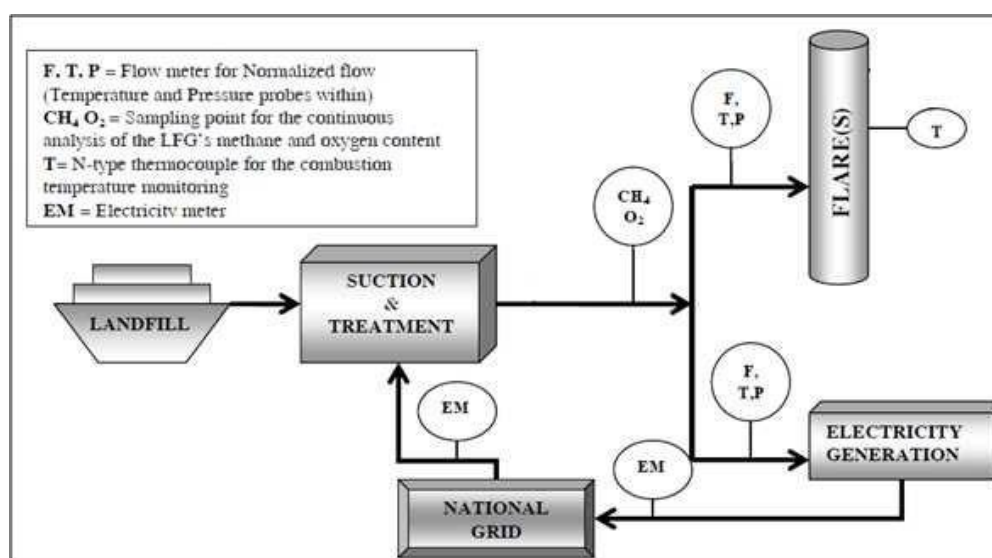 F, T, P = Flow meter for Normalized flow
(Temperature and Pressure probes within)
CH₄ O₂ = Sampling point for the continuous
analysis of the LFG's methane and oxygen content
T= N-type thermocouple for the combustion
temperature monitoring
EM = Electricity meter
F,
T,P
FLARE(S)
T
CH₄
O₂
SUCTION
&
TREATMENT
LANDFILL
F,
T,P
EM
EM
ELECTRICITY
GENERATION
NATIONAL
GRID